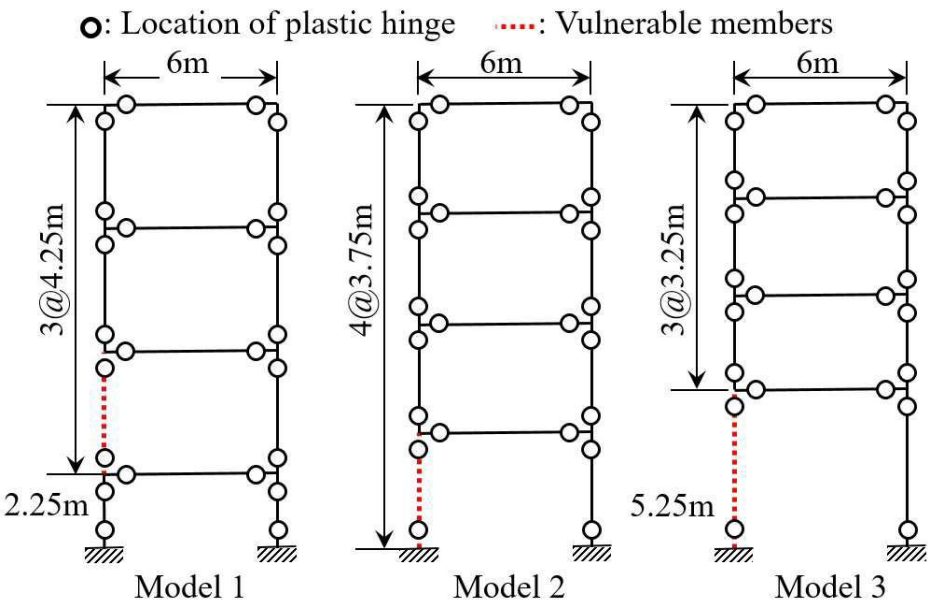 : Location of plastic hinge : Vulnerable members
6m 6m 6m
3@4.25m 4@3.75m 3@3.25m
2.25m 5.25m
Model 1 Model 2 Model 3